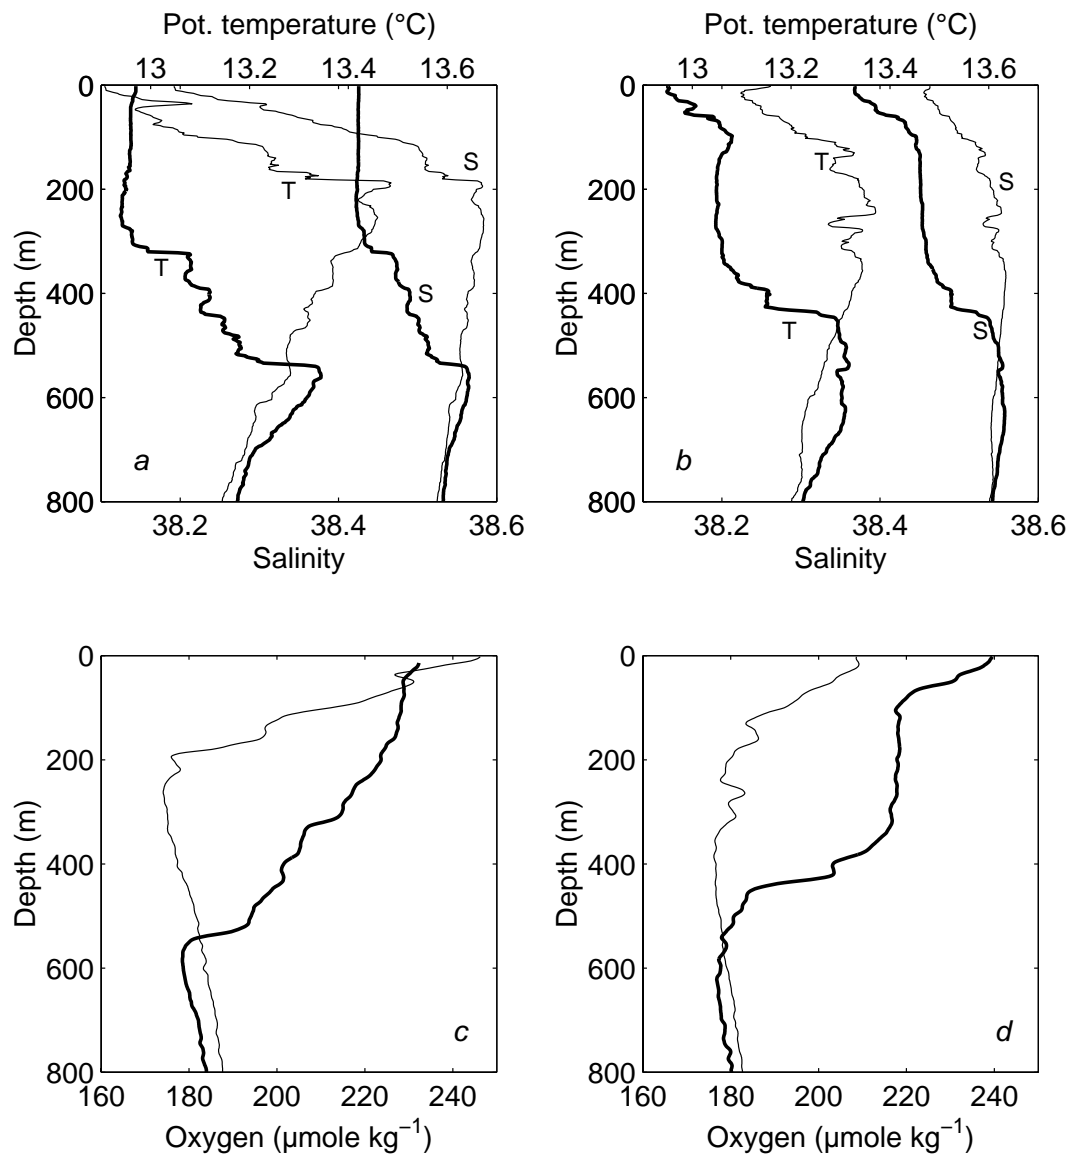 Pot. temperature (°C)
13 13.2 13.4 13.6
0
200
400
600
800
Depth (m)
T
S
T
S
a
38.2 38.4 38.6
Salinity
Pot. temperature (°C)
13 13.2 13.4 13.6
0
200
400
600
800
Depth (m)
T
S
T
S
b
38.2 38.4 38.6
Salinity
0
200
400
600
800
Depth (m)
c
160 180 200 220 240
Oxygen (µmole kg⁻¹)
0
200
400
600
800
Depth (m)
d
160 180 200 220 240
Oxygen (µmole kg⁻¹)